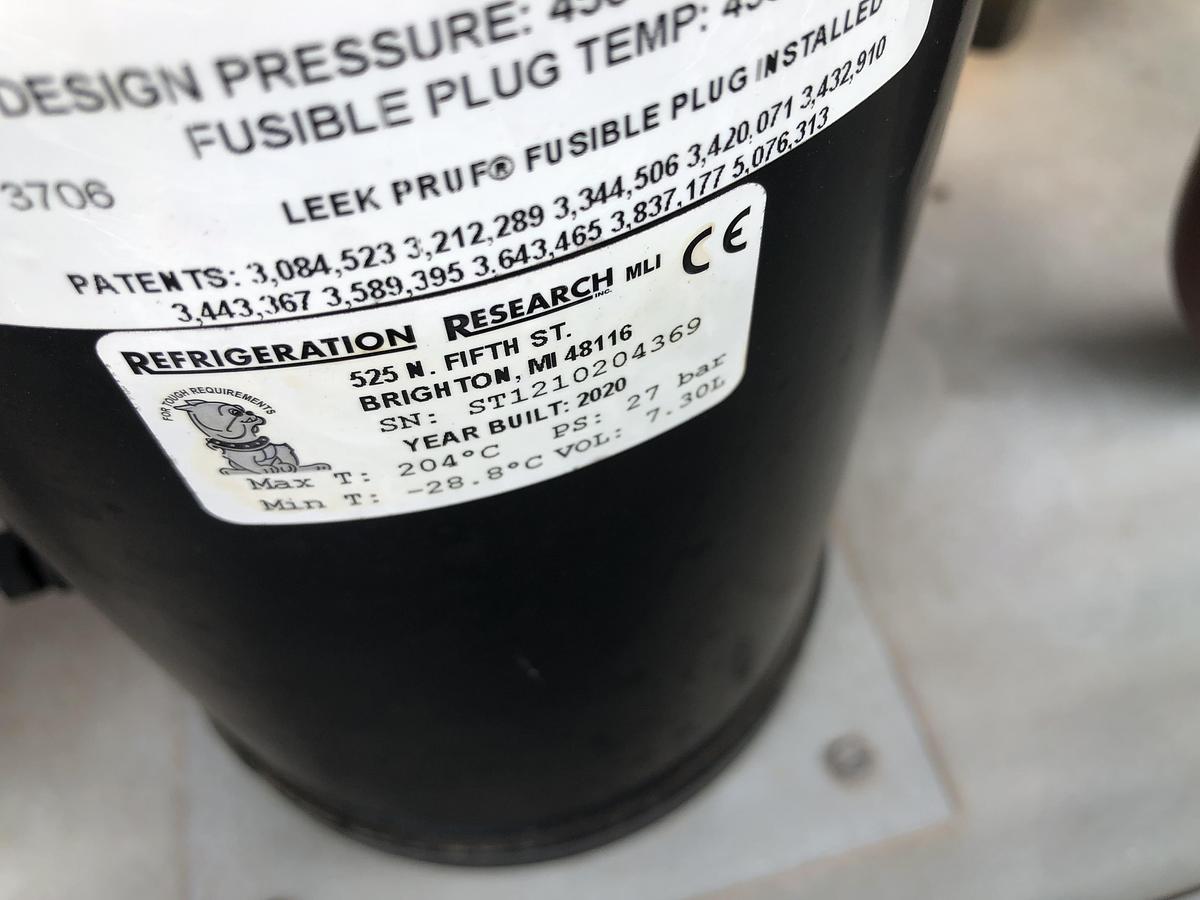 DESIGN PRESSURE:
FUSIBLE PLUG TEMP:
LEEK PRUF® FUSIBLE PLUG INSTALLED
3706
PATENTS: 3,084,523 3,212,289 3,344,506 3,420,071 3,432,910
3,443,367 3,589,395 3,643,465 3,837,177 5,076,313
REFRIGERATION RESEARCH INC. MLI CE
525 N. FIFTH ST.
BRIGHTON, MI 48116
SN: ST1210204369
YEAR BUILT: 2020
FOR TOUGH REQUIREMENTS
Max T: 204°C PS: 27 bar
Min T: -28.8°C VOL: 7.30L